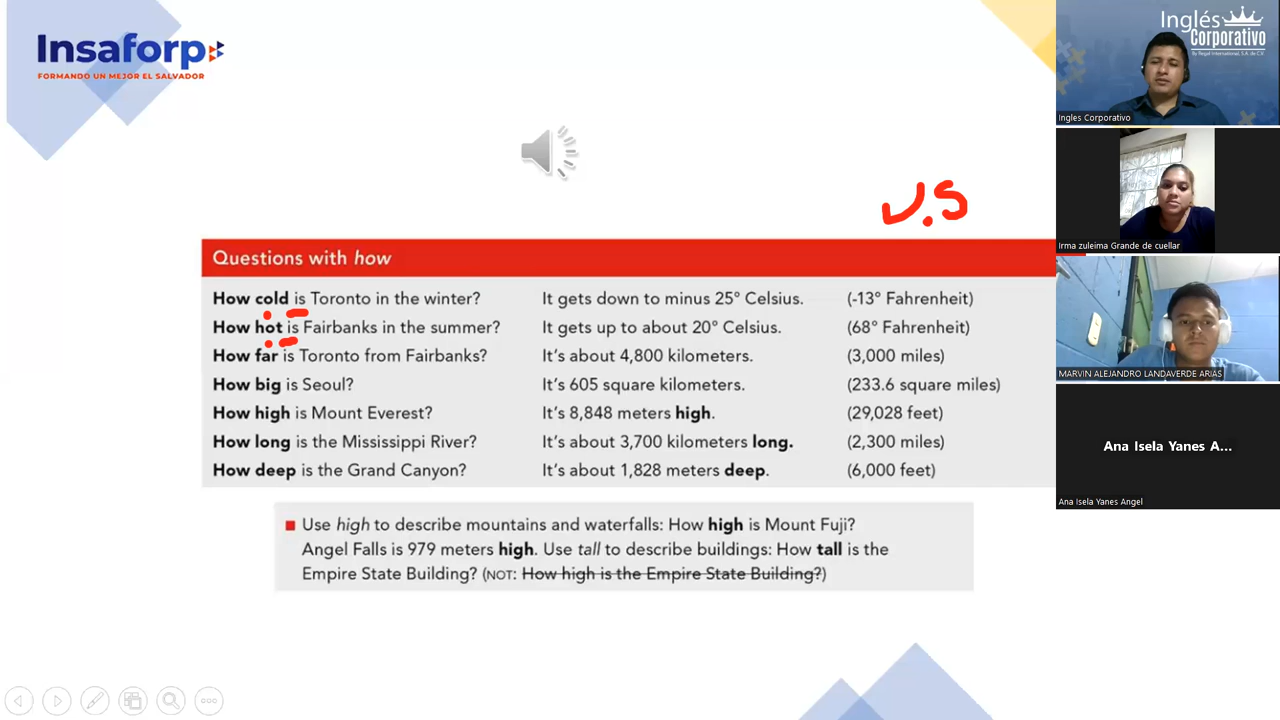 Insaforp
FORMANDO UN MEJOR EL SALVADOR
U.S
Questions with how
How cold is Toronto in the winter? It gets down to minus 25° Celsius. (-13° Fahrenheit)
How hot is Fairbanks in the summer? It gets up to about 20° Celsius. (68° Fahrenheit)
How far is Toronto from Fairbanks? It's about 4,800 kilometers. (3,000 miles)
How big is Seoul? It's 605 square kilometers. (233.6 square miles)
How high is Mount Everest? It's 8,848 meters high. (29,028 feet)
How long is the Mississippi River? It's about 3,700 kilometers long. (2,300 miles)
How deep is the Grand Canyon? It's about 1,828 meters deep. (6,000 feet)
Use high to describe mountains and waterfalls: How high is Mount Fuji?
Angel Falls is 979 meters high. Use tall to describe buildings: How tall is the
Empire State Building? (NOT: How high is the Empire State Building?)
Inglés
Corporativo
By Regal International, S.A. de C.V.
Ingles Corporativo
Irma zuleima Grande de cuellar
MARVIN ALEJANDRO LANDAVERDE ARIAS
Ana Isela Yanes A...
Ana Isela Yanes Angel